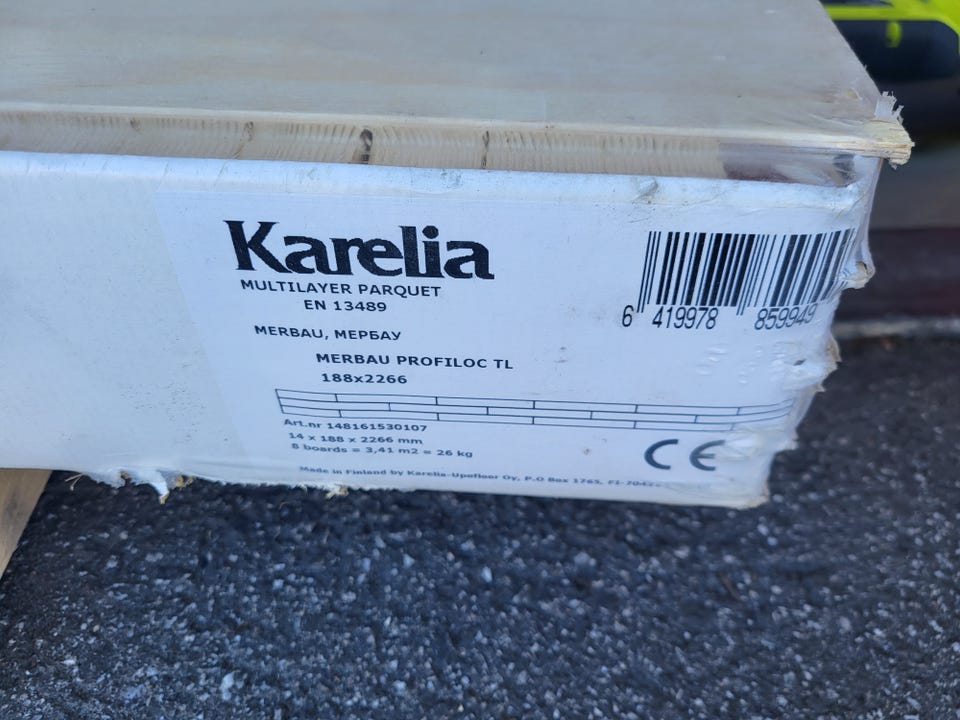 Karelia
MULTILAYER PARQUET
EN 13489
MERBAU, МЕРБАУ
MERBAU PROFILOC TL
188x2266
Art.nr 148161530107
14 x 188 x 2266 mm
8 boards = 3,41 m2 = 26 kg
Made in Finland by Karelia-Upofloor Oy, P.O Box 1765,
6 419978 859949
CE